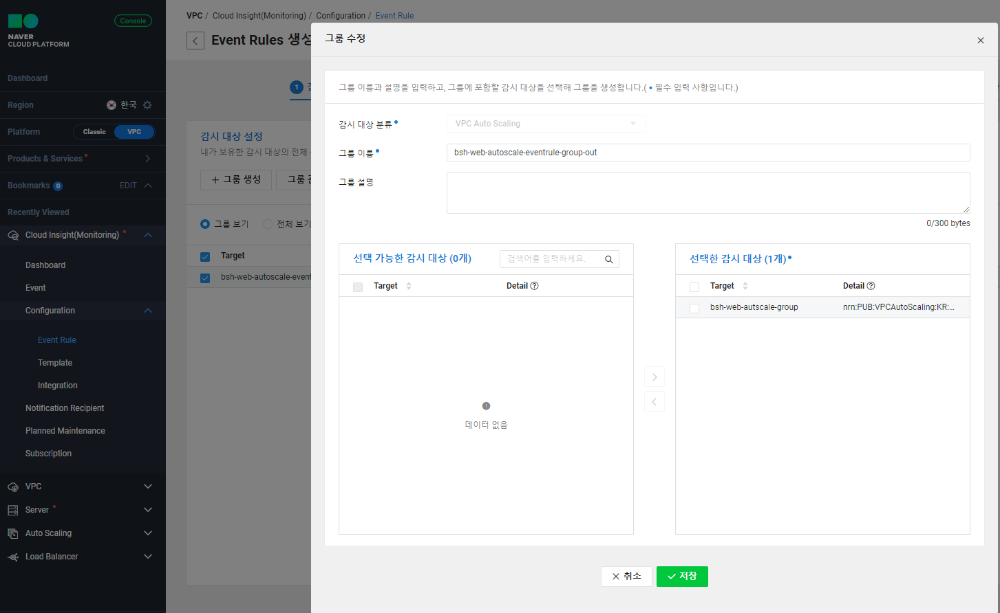 NAVER
CLOUD PLATFORM
Console
Dashboard
Region
한국
Platform
Classic
VPC
Products & Services
Bookmarks 0
EDIT
Recently Viewed
Cloud Insight(Monitoring)
Dashboard
Event
Configuration
Event Rule
Template
Integration
Notification Recipient
Planned Maintenance
Subscription
VPC
Server
Auto Scaling
Load Balancer
VPC / Cloud Insight(Monitoring) / Configuration / Event Rule
Event Rules 생성
1
감시 대상 설정
내가 보유한 감시 대상의 전체
+ 그룹 생성
그룹
그룹 보기
전체 보기
Target
bsh-web-autoscale-event
그룹 수정
그룹 이름과 설명을 입력하고, 그룹에 포함할 감시 대상을 선택해 그룹을 생성합니다.( • 필수 입력 사항입니다.)
감시 대상 분류 •
VPC Auto Scaling
그룹 이름 •
bsh-web-autoscale-eventrule-group-out
그룹 설명
0/300 bytes
선택 가능한 감시 대상 (0개)
검색어를 입력하세요.
Target
Detail ?
데이터 없음
선택한 감시 대상 (1개) •
Target
Detail ?
bsh-web-autscale-group
nrn:PUB:VPCAutoScaling:KR:...
취소
저장